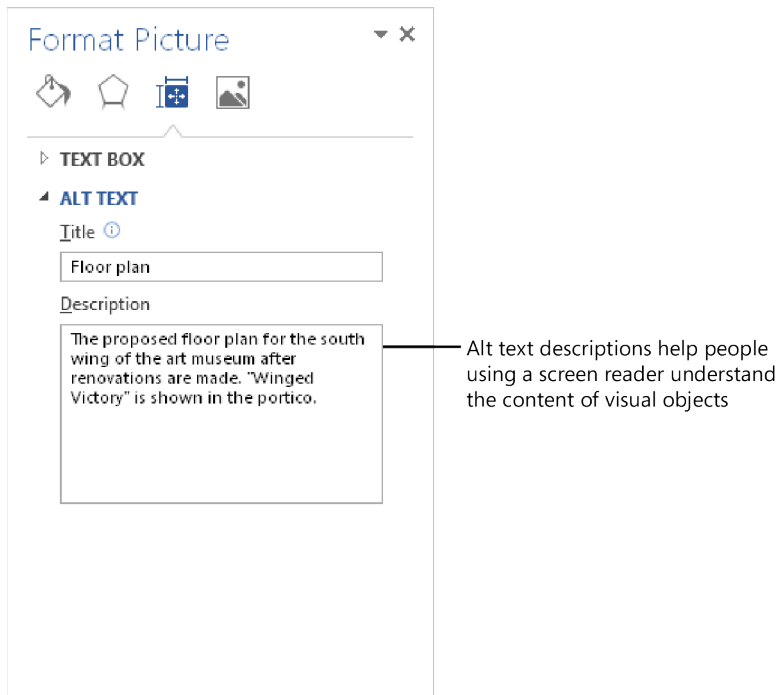 Format Picture
TEXT BOX
ALT TEXT
Title
Floor plan
Description
The proposed floor plan for the south
wing of the art museum after
renovations are made. "Winged
Victory" is shown in the portico.
Alt text descriptions help people
using a screen reader understand
the content of visual objects